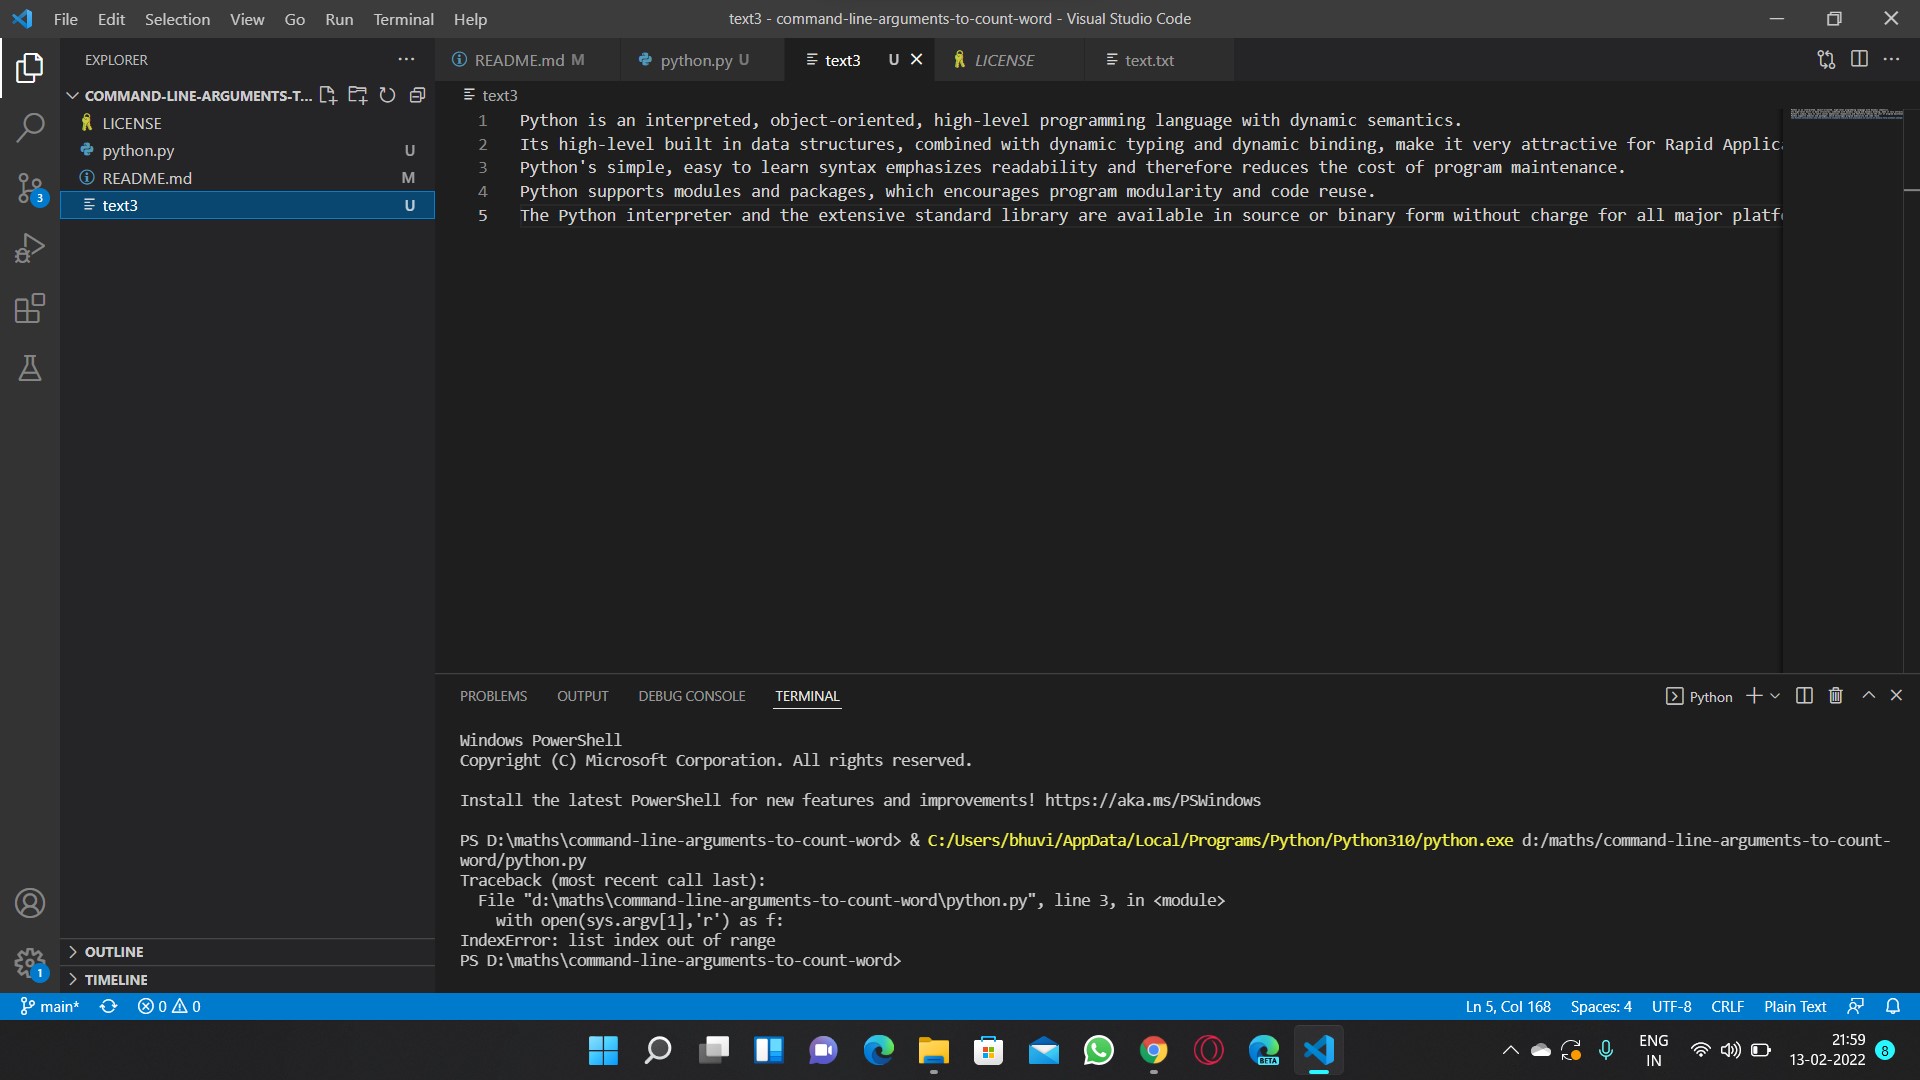 File Edit Selection View Go Run Terminal Help
text3 - command-line-arguments-to-count-word - Visual Studio Code
EXPLORER
README.md M
python.py U
text3 U
LICENSE
text.txt
COMMAND-LINE-ARGUMENTS-T...
LICENSE
python.py U
README.md M
text3 U
text3
1 Python is an interpreted, object-oriented, high-level programming language with dynamic semantics.
2 Its high-level built in data structures, combined with dynamic typing and dynamic binding, make it very attractive for Rapid Applic
3 Python's simple, easy to learn syntax emphasizes readability and therefore reduces the cost of program maintenance.
4 Python supports modules and packages, which encourages program modularity and code reuse.
5 The Python interpreter and the extensive standard library are available in source or binary form without charge for all major platf
3
PROBLEMS OUTPUT DEBUG CONSOLE TERMINAL
Python
Windows PowerShell
Copyright (C) Microsoft Corporation. All rights reserved.
Install the latest PowerShell for new features and improvements! https://aka.ms/PSWindows
PS D:\maths\command-line-arguments-to-count-word> & C:/Users/bhuvi/AppData/Local/Programs/Python/Python310/python.exe d:/maths/command-line-arguments-to-count-
word/python.py
Traceback (most recent call last):
File "d:\maths\command-line-arguments-to-count-word\python.py", line 3, in <module>
with open(sys.argv[1],'r') as f:
IndexError: list index out of range
PS D:\maths\command-line-arguments-to-count-word>
OUTLINE
1
TIMELINE
main* 0 0
Ln 5, Col 168 Spaces: 4 UTF-8 CRLF Plain Text
BETA
ENG
IN
21:59
13-02-2022
8